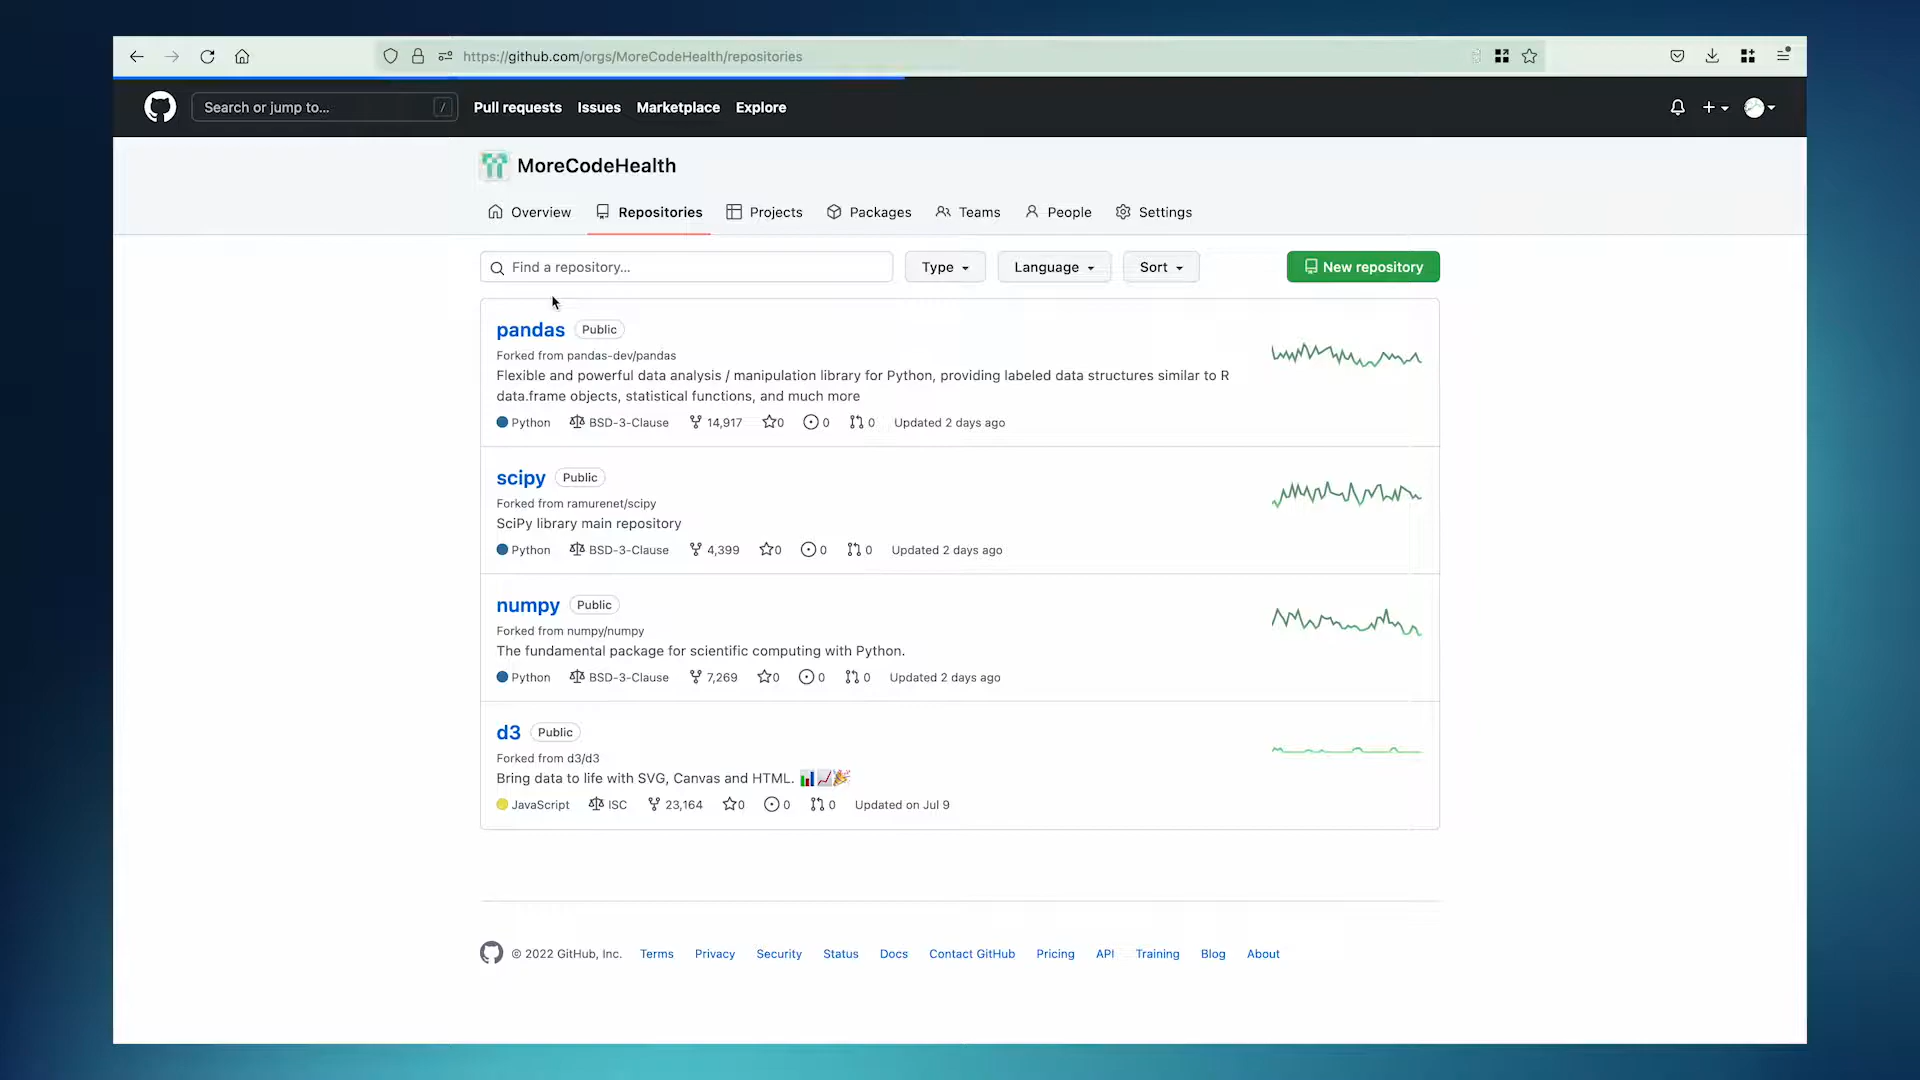 https://github.com/orgs/MoreCodeHealth/repositories
Search or jump to... / Pull requests Issues Marketplace Explore
MoreCodeHealth
Overview Repositories Projects Packages Teams People Settings
Find a repository... Type Language Sort New repository
pandas Public
Forked from pandas-dev/pandas
Flexible and powerful data analysis / manipulation library for Python, providing labeled data structures similar to R
data.frame objects, statistical functions, and much more
Python BSD-3-Clause 14,917 0 0 0 Updated 2 days ago
scipy Public
Forked from ramurenet/scipy
SciPy library main repository
Python BSD-3-Clause 4,399 0 0 0 Updated 2 days ago
numpy Public
Forked from numpy/numpy
The fundamental package for scientific computing with Python.
Python BSD-3-Clause 7,269 0 0 0 Updated 2 days ago
d3 Public
Forked from d3/d3
Bring data to life with SVG, Canvas and HTML. 📊📈🎉
JavaScript ISC 23,164 0 0 0 Updated on Jul 9
© 2022 GitHub, Inc. Terms Privacy Security Status Docs Contact GitHub Pricing API Training Blog About